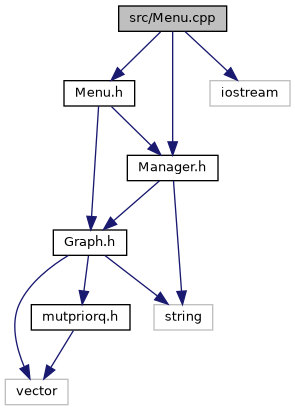 src/Menu.cpp
Menu.h
iostream
Manager.h
Graph.h
mutpriorq.h
string
vector